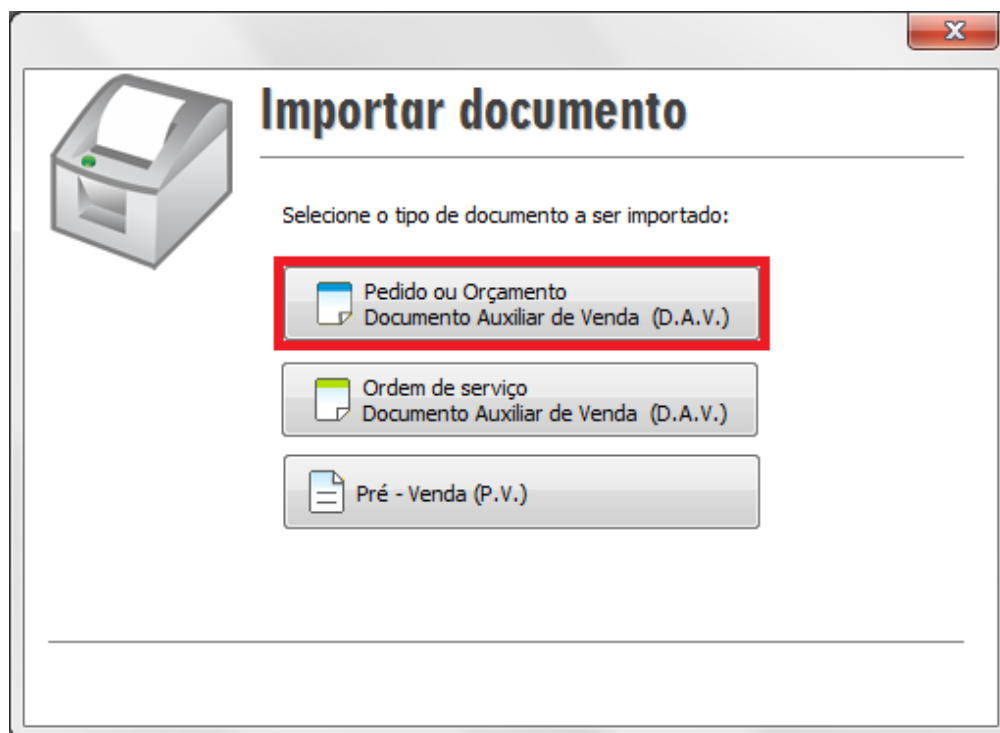 Importar documento
Selecione o tipo de documento a ser importado:
Pedido ou Orçamento
Documento Auxiliar de Venda (D.A.V.)
Ordem de serviço
Documento Auxiliar de Venda (D.A.V.)
Pré - Venda (P.V.)